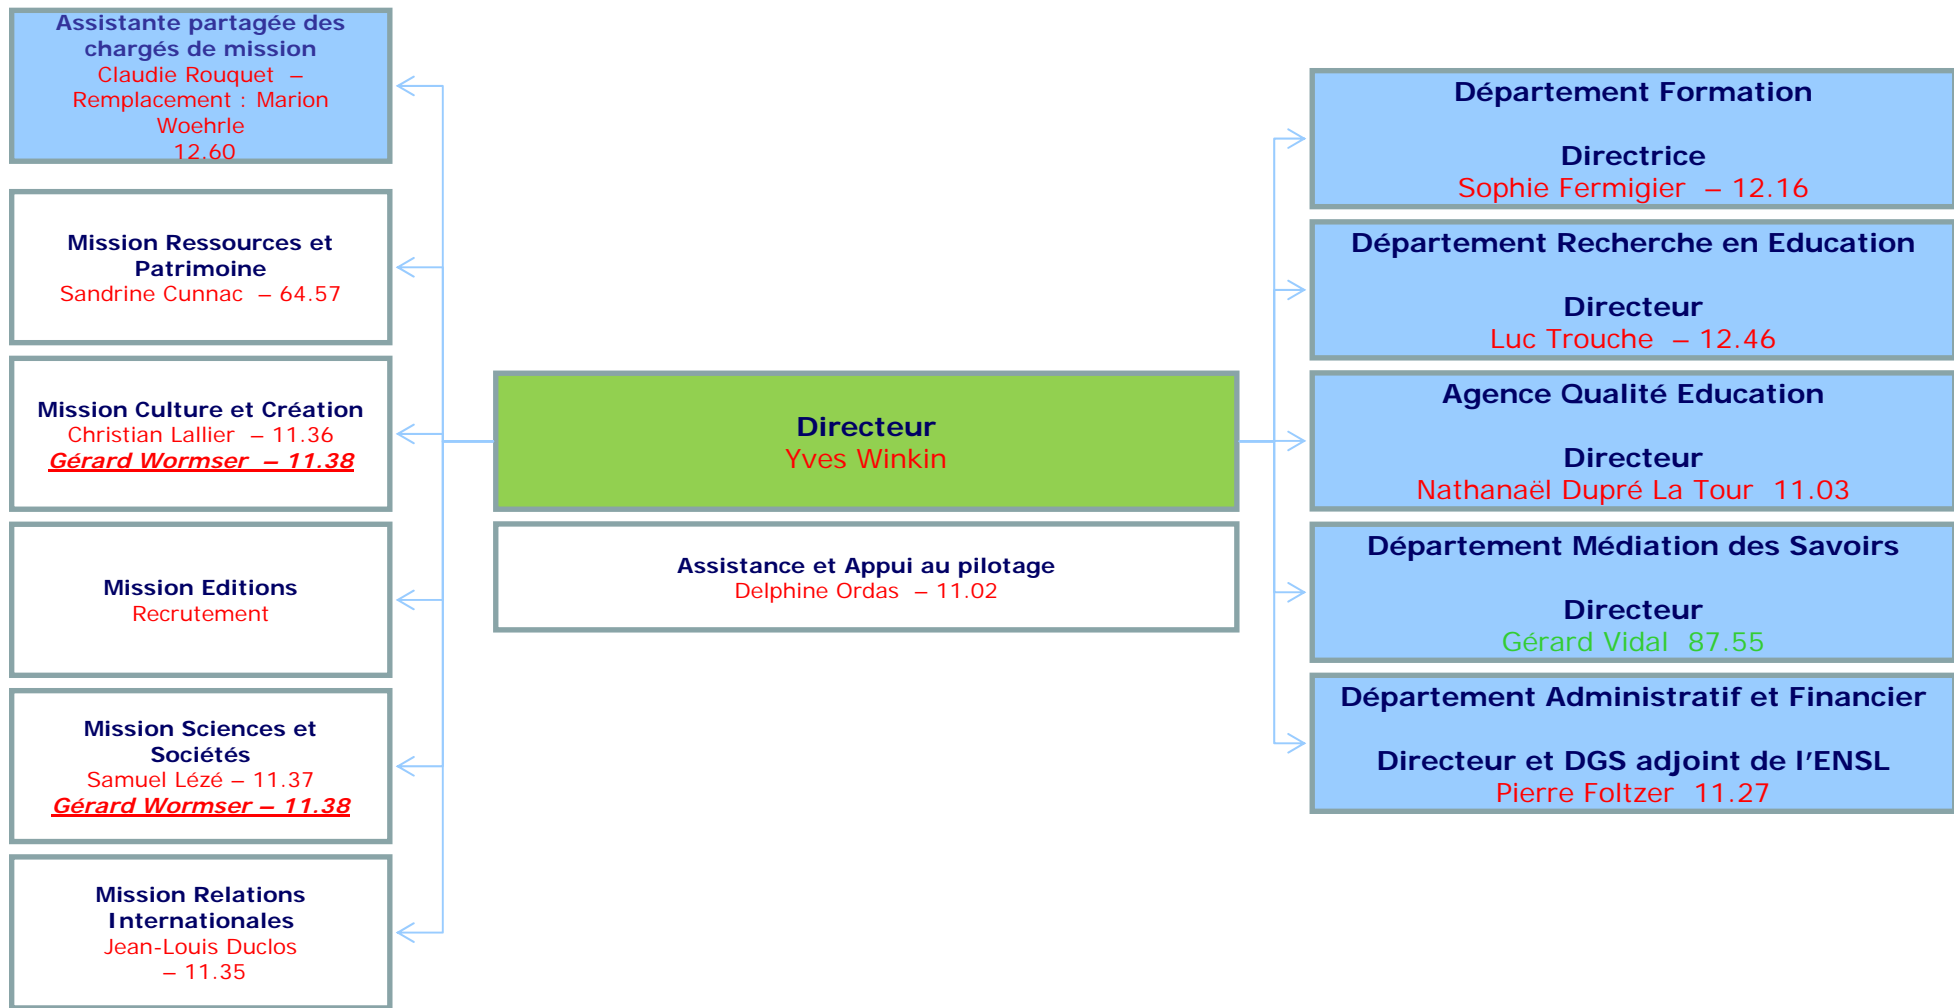 Assistante partagée des
chargés de mission
Claudie Rouquet –
Remplacement : Marion
Woehrle
12.60
Mission Ressources et
Patrimoine
Sandrine Cunnac – 64.57
Mission Culture et Création
Christian Lallier – 11.36
Gérard Wormser – 11.38
Mission Editions
Recrutement
Mission Sciences et
Sociétés
Samuel Lézé – 11.37
Gérard Wormser – 11.38
Mission Relations
Internationales
Jean-Louis Duclos
– 11.35
Directeur
Yves Winkin
Assistance et Appui au pilotage
Delphine Ordas – 11.02
Département Formation
Directrice
Sophie Fermigier – 12.16
Département Recherche en Education
Directeur
Luc Trouche – 12.46
Agence Qualité Education
Directeur
Nathanaël Dupré La Tour 11.03
Département Médiation des Savoirs
Directeur
Gérard Vidal 87.55
Département Administratif et Financier
Directeur et DGS adjoint de l’ENSL
Pierre Foltzer 11.27